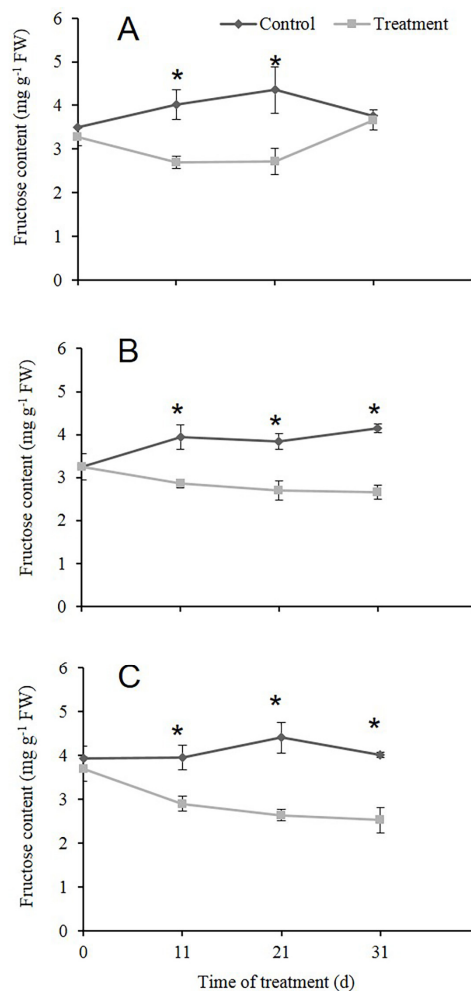 A
Control Treatment
Fructose content (mg g-1 FW)
6
5
4
3
2
1
0
* *
B
Fructose content (mg g-1 FW)
6
5
4
3
2
1
0
* * *
C
Fructose content (mg g-1 FW)
6
5
4
3
2
1
0
* * *
0 11 21 31
Time of treatment (d)